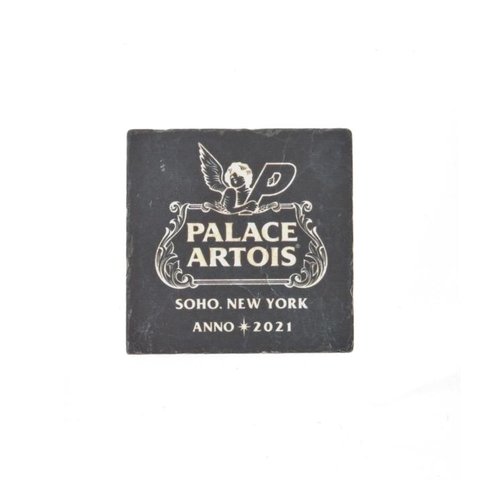 P
PALACE
ARTOIS®
SOHO. NEW YORK
ANNO ✴ 2021